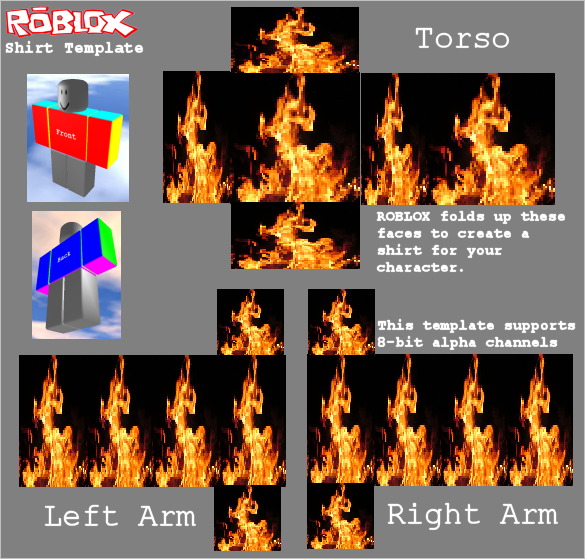 ROBLOX
Shirt Template
Torso
Front
Back
ROBLOX folds up these
faces to create a
shirt for your
character.
This template supports
8-bit alpha channels
Left Arm
Right Arm